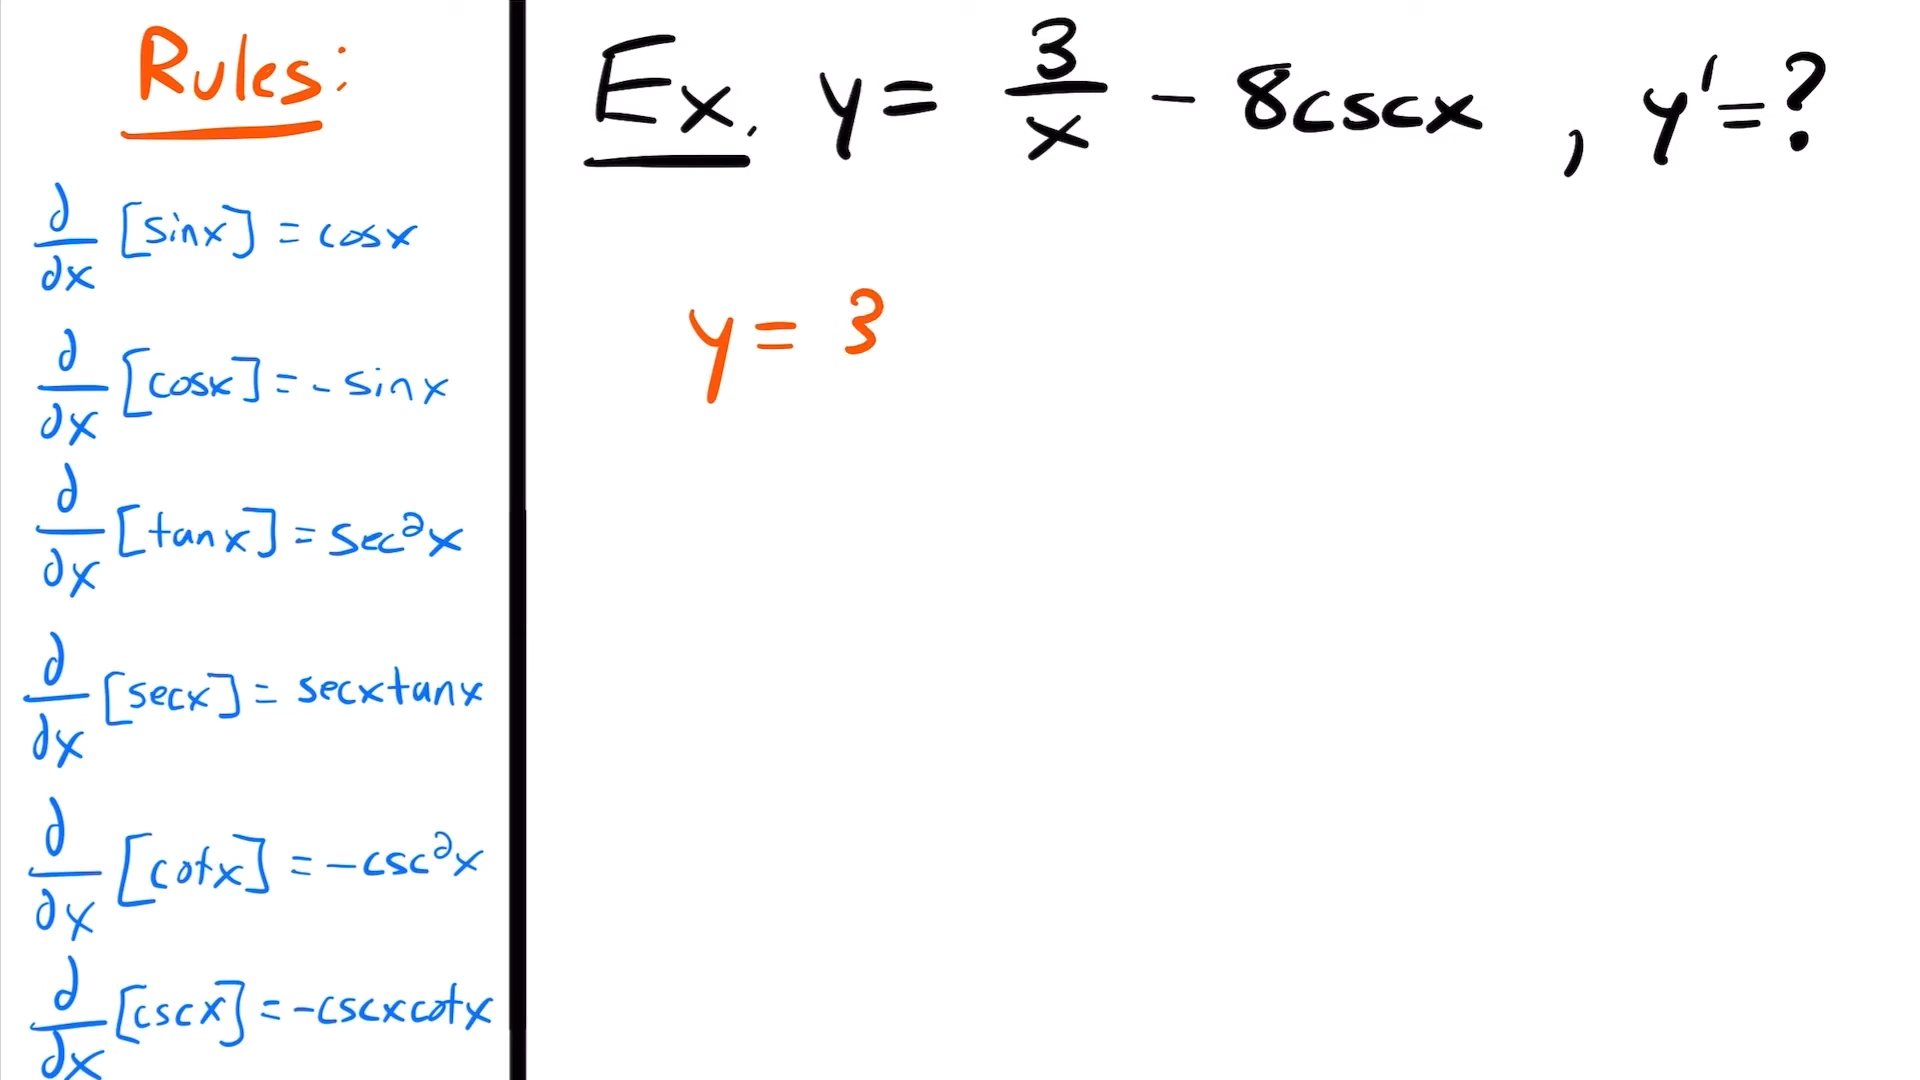 Rules:
d/dx [sinx] = cosx
d/dx [cosx] = -sinx
d/dx [tanx] = sec²x
d/dx [secx] = secxtanx
d/dx [cotx] = -csc²x
d/dx [cscx] = -cscxcotx
Ex. y = 3/x - 8cscx , y' = ?
y = 3